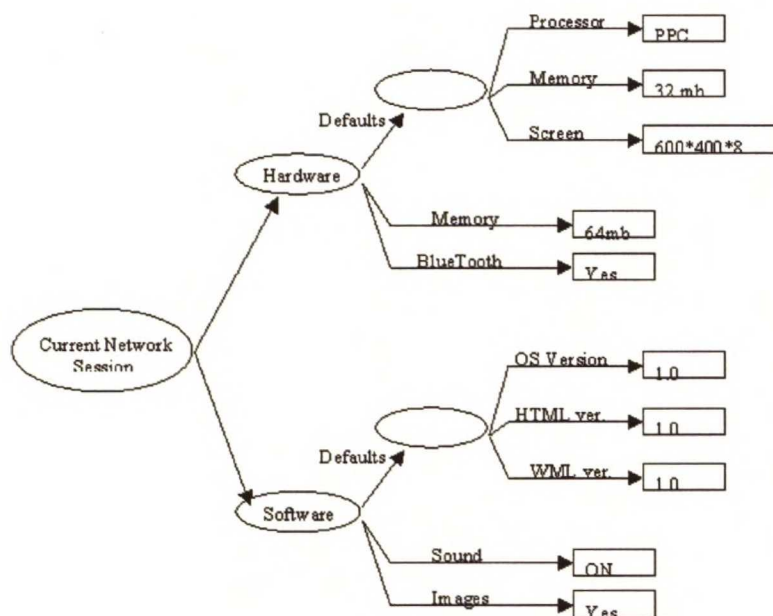 Processor
PPC
Memory
32 mb
Screen
600*400*8
Defaults
Hardware
Memory
64mb
BlueTooth
Yes
Current Network
Session
OS Version
1.0
HTML ver.
1.0
WML ver.
1.0
Defaults
Software
Sound
ON
Images
Yes